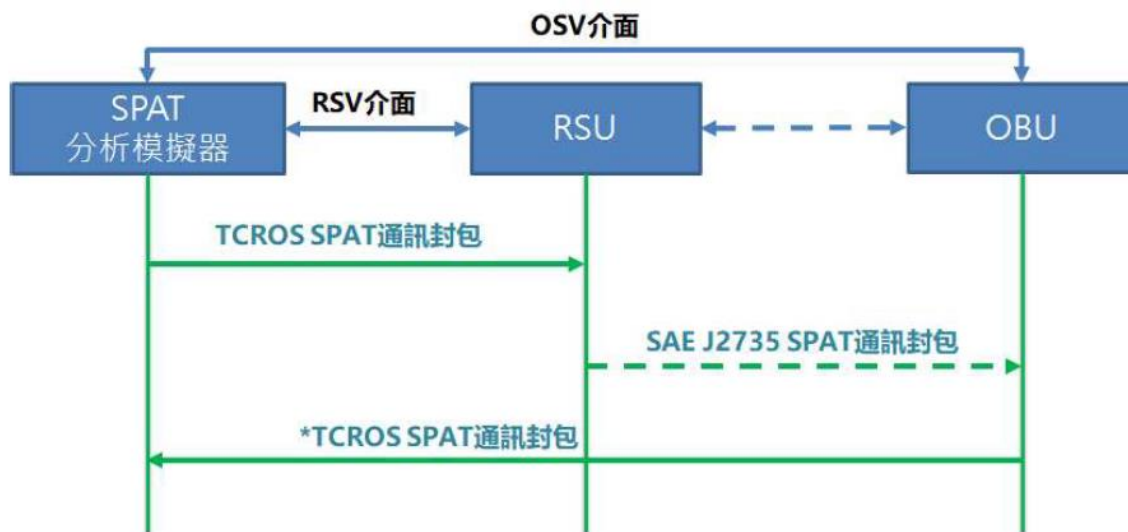 OSV介面
SPAT
分析模擬器
RSV介面
RSU
OBU
TCROS SPAT通訊封包
SAE J2735 SPAT通訊封包
*TCROS SPAT通訊封包